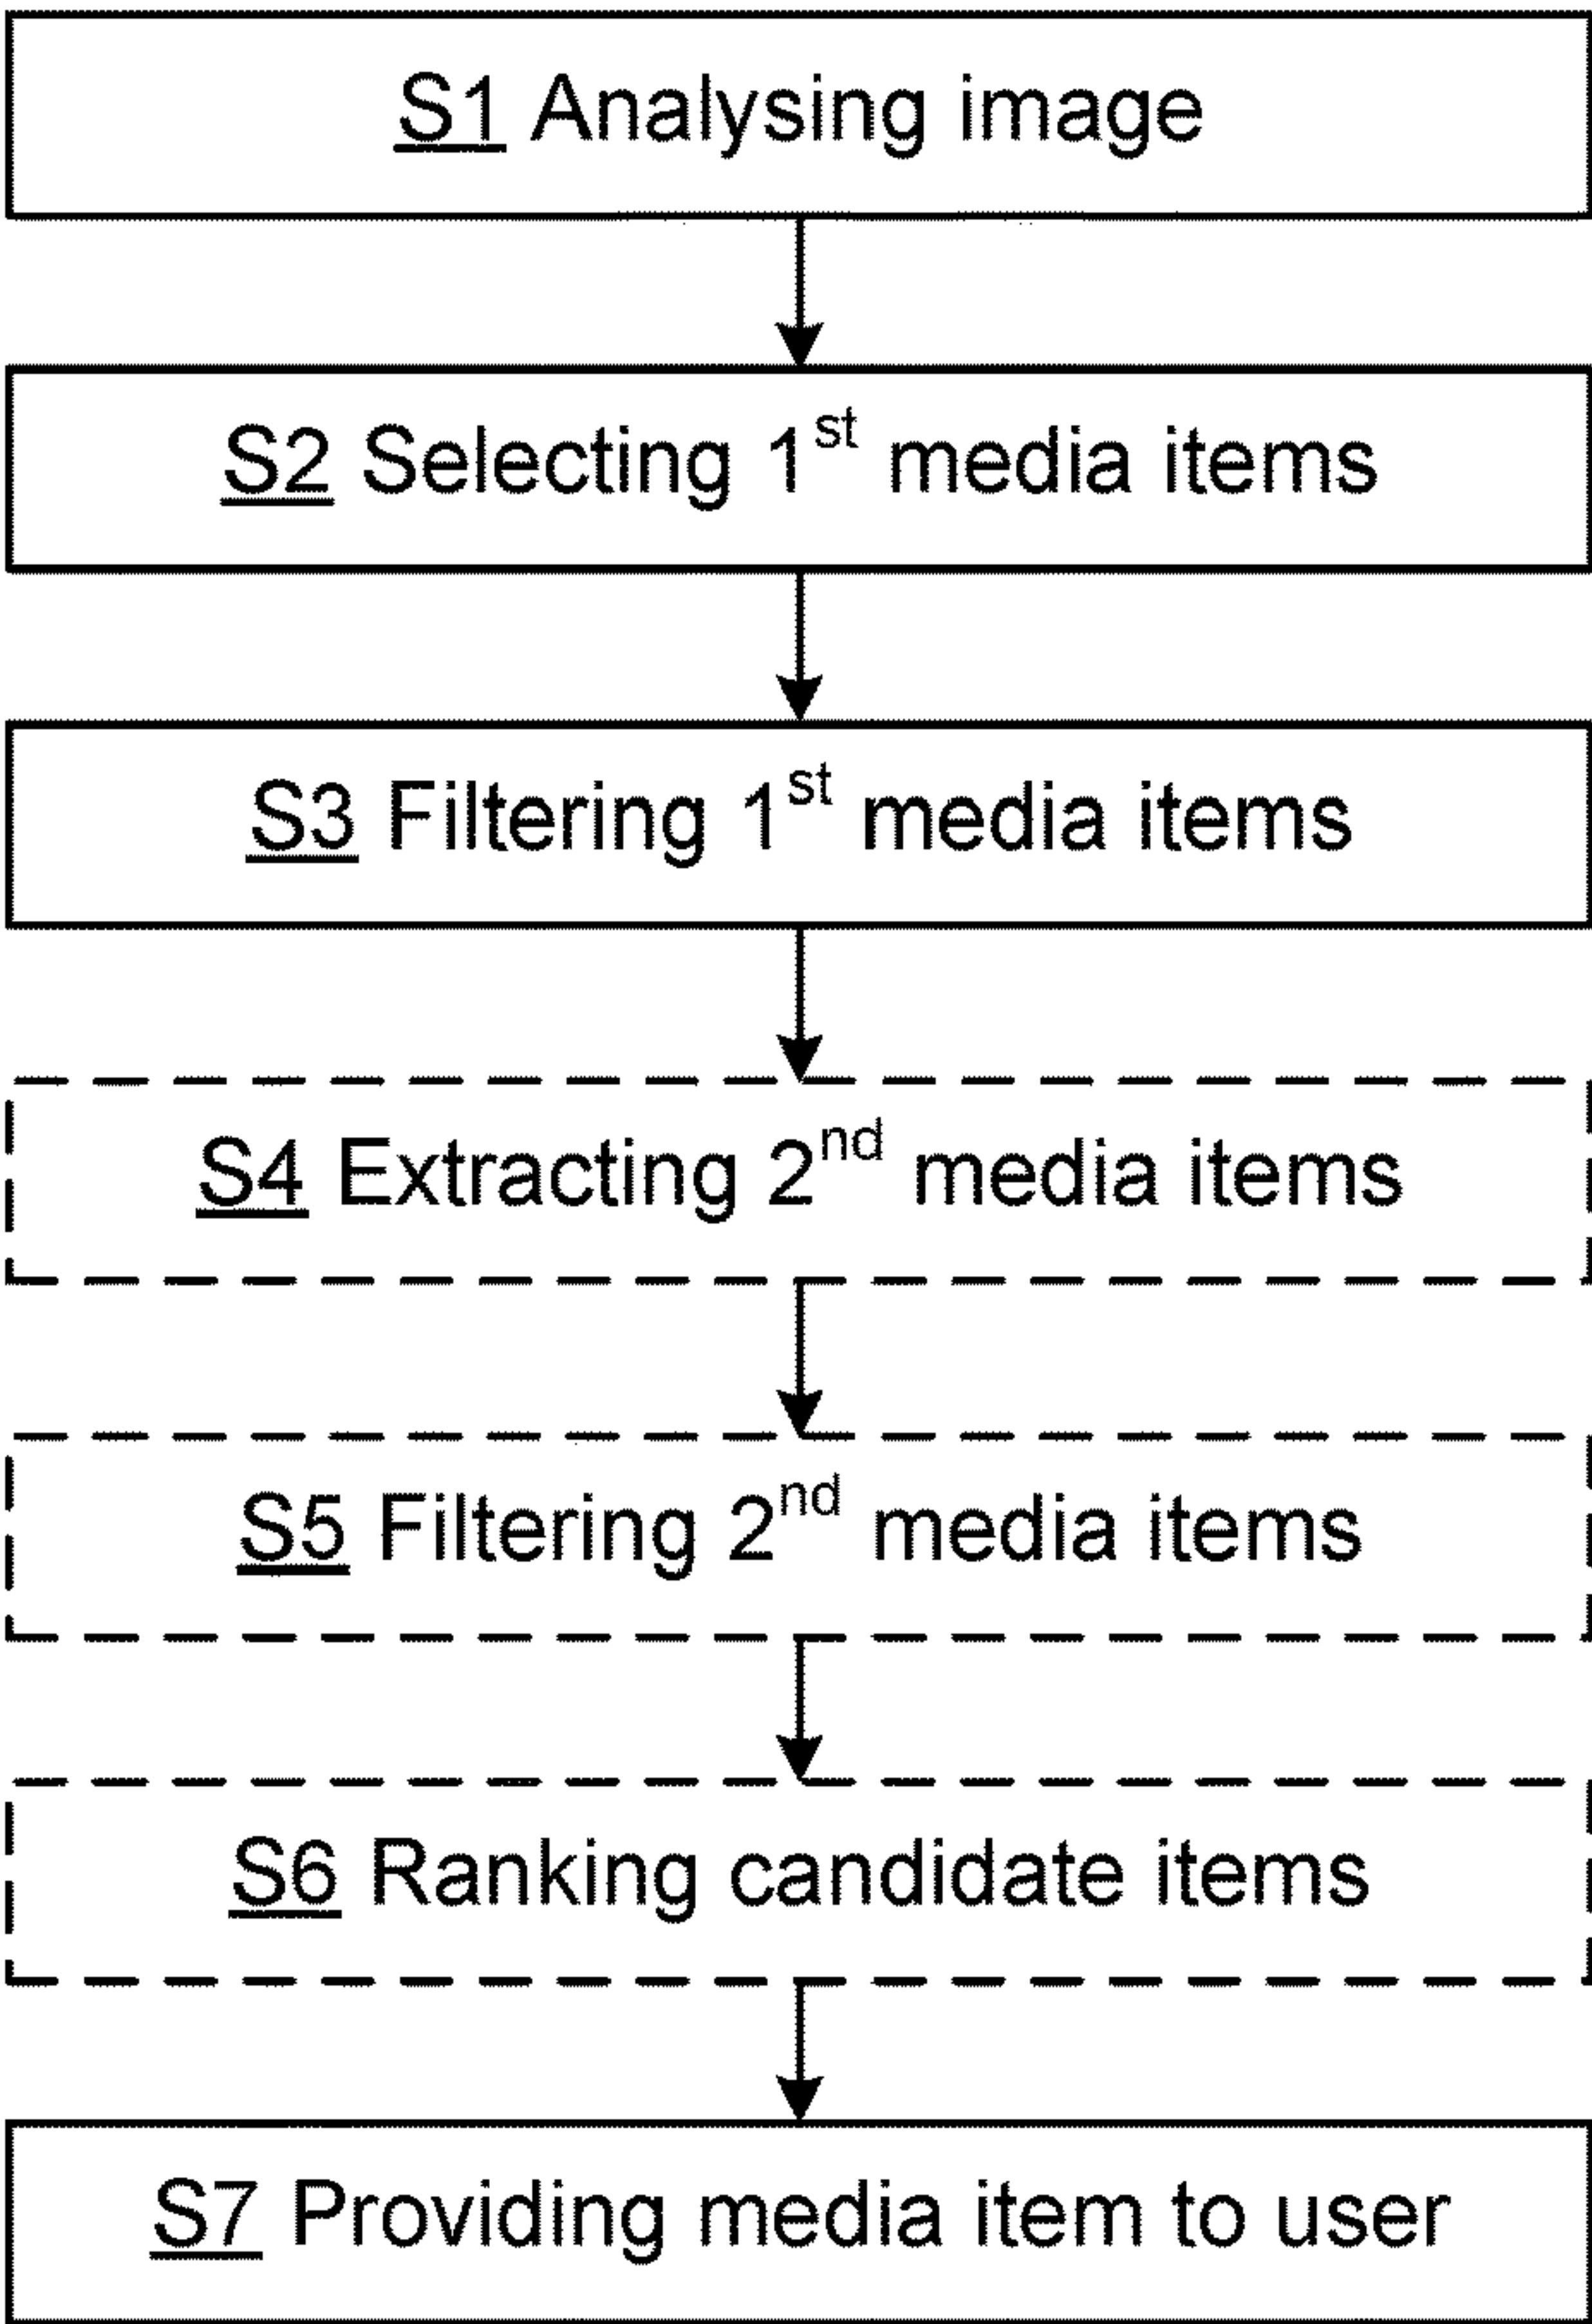 S1 Analysing image
S2 Selecting 1st media items
S3 Filtering 1st media items
S4 Extracting 2nd media items
S5 Filtering 2nd media items
S6 Ranking candidate items
S7 Providing media item to user